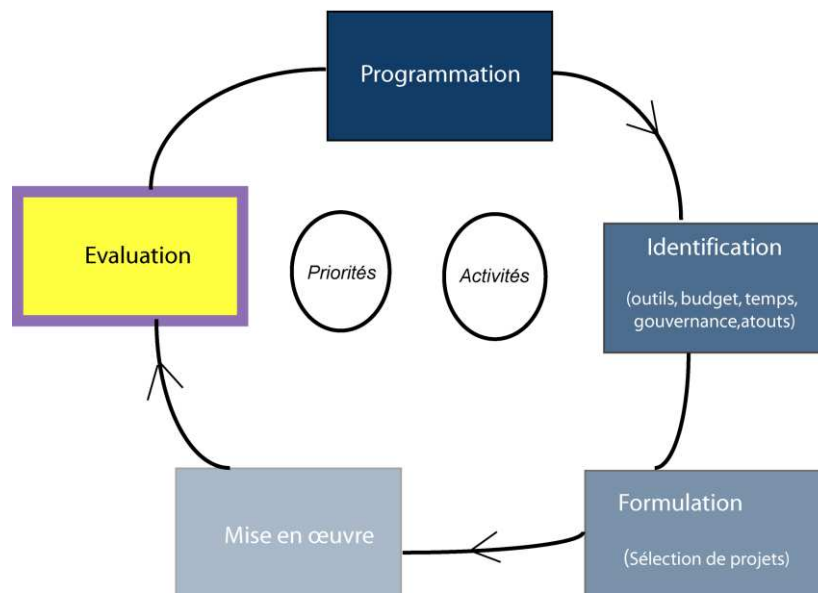 Programmation
Evaluation
Priorités
Activités
Identification
(outils, budget, temps,
gouvernance,atouts)
Mise en œuvre
Formulation
(Sélection de projets)